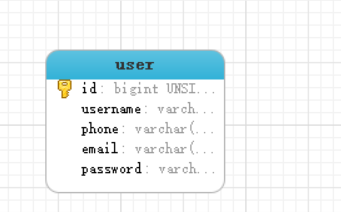 user
id: bigint UNSI...
username: varch...
phone: varchar(...
email: varchar(...
password: varch...